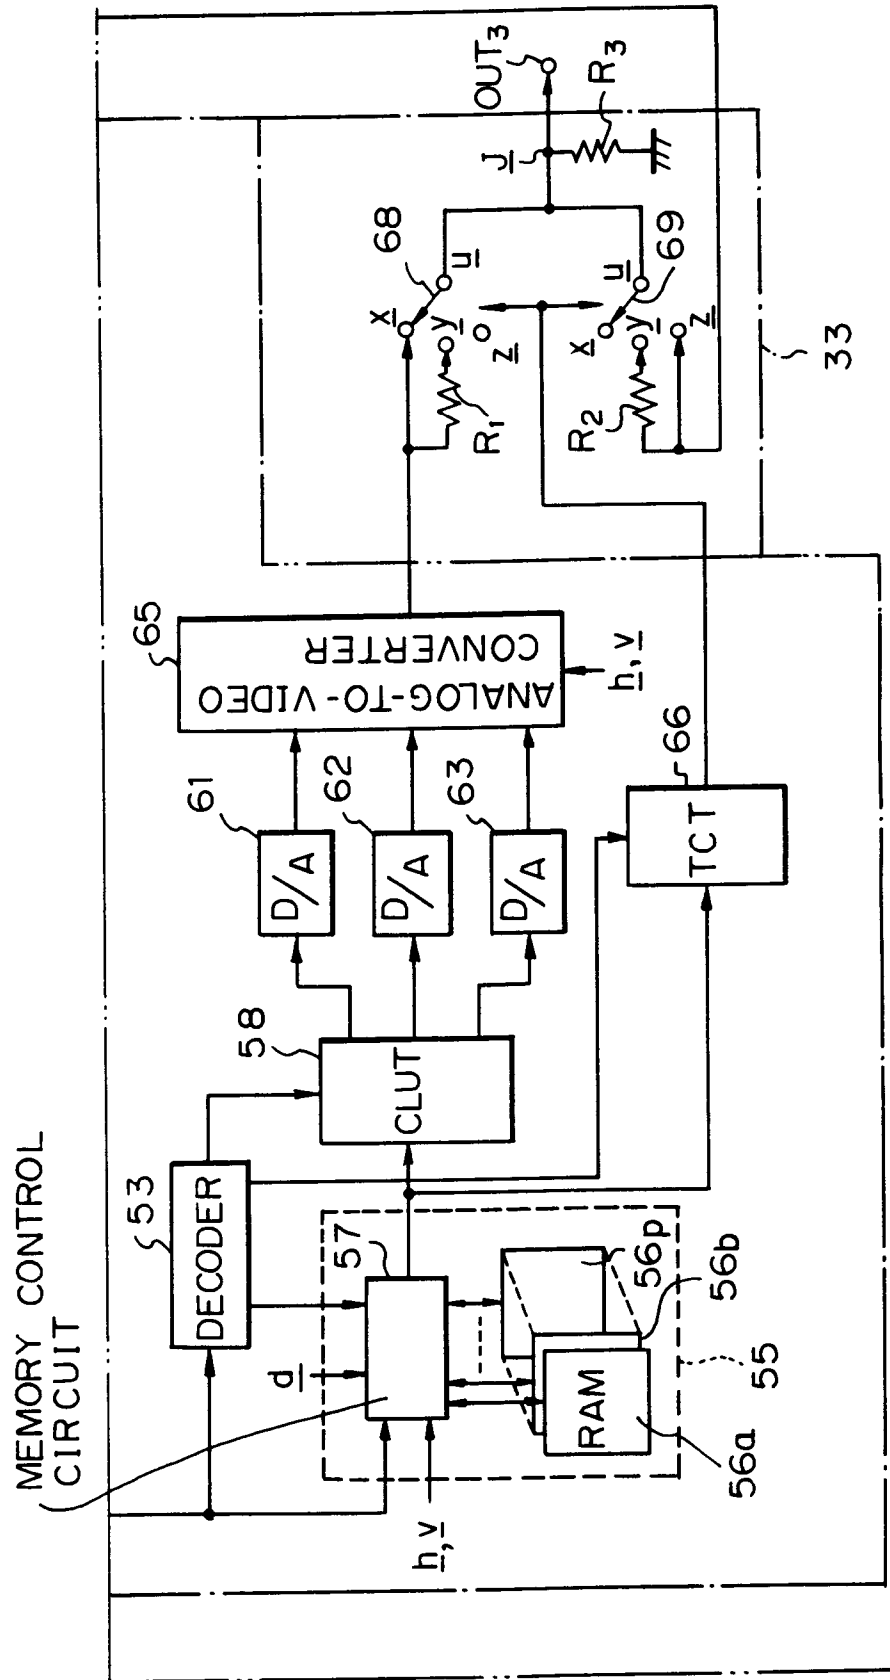 MEMORY CONTROL
CIRCUIT
53
DECODER
58
CLUT
57
d
h,v
RAM
56a
56b
56p
55
61
D/A
62
D/A
63
D/A
65
ANALOG-TO-VIDEO
CONVERTER
h,v
66
TCT
68
x
y
z
u
R1
69
x
y
z
u
R2
J
OUT3
R3
33